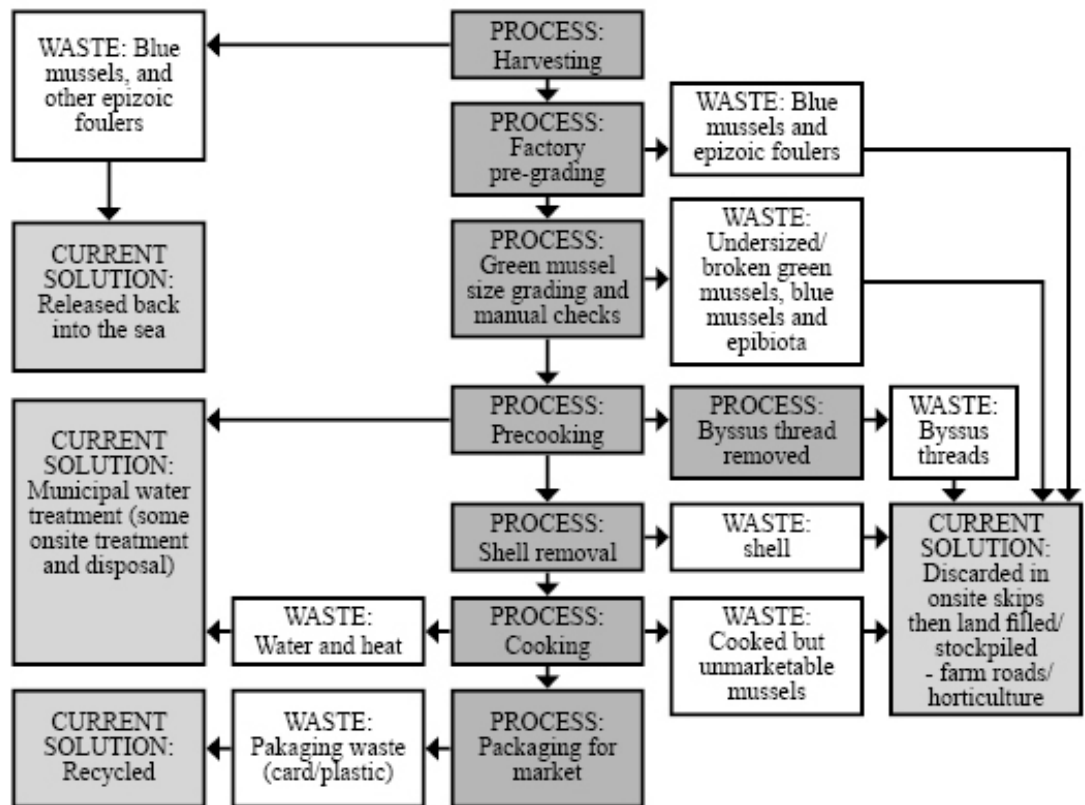 WASTE: Blue
mussels, and
other epizoic
foulers
PROCESS:
Harvesting
PROCESS:
Factory
pre-grading
WASTE: Blue
mussels and
epizoic foulers
CURRENT
SOLUTION:
Released back
into the sea
PROCESS:
Green mussel
size grading and
manual checks
WASTE:
Undersized/
broken green
mussels, blue
mussels and
epibiota
CURRENT
SOLUTION:
Municipal water
treatment (some
onsite treatment
and disposal)
PROCESS:
Precooking
PROCESS:
Byssus thread
removed
WASTE:
Byssus
threads
PROCESS:
Shell removal
WASTE:
shell
CURRENT
SOLUTION:
Discarded in
onsite skips
then land filled/
stockpiled
- farm roads/
horticulture
WASTE:
Water and heat
PROCESS:
Cooking
WASTE:
Cooked but
unmarketable
mussels
CURRENT
SOLUTION:
Recycled
WASTE:
Pakaging waste
(card/plastic)
PROCESS:
Packaging for
market